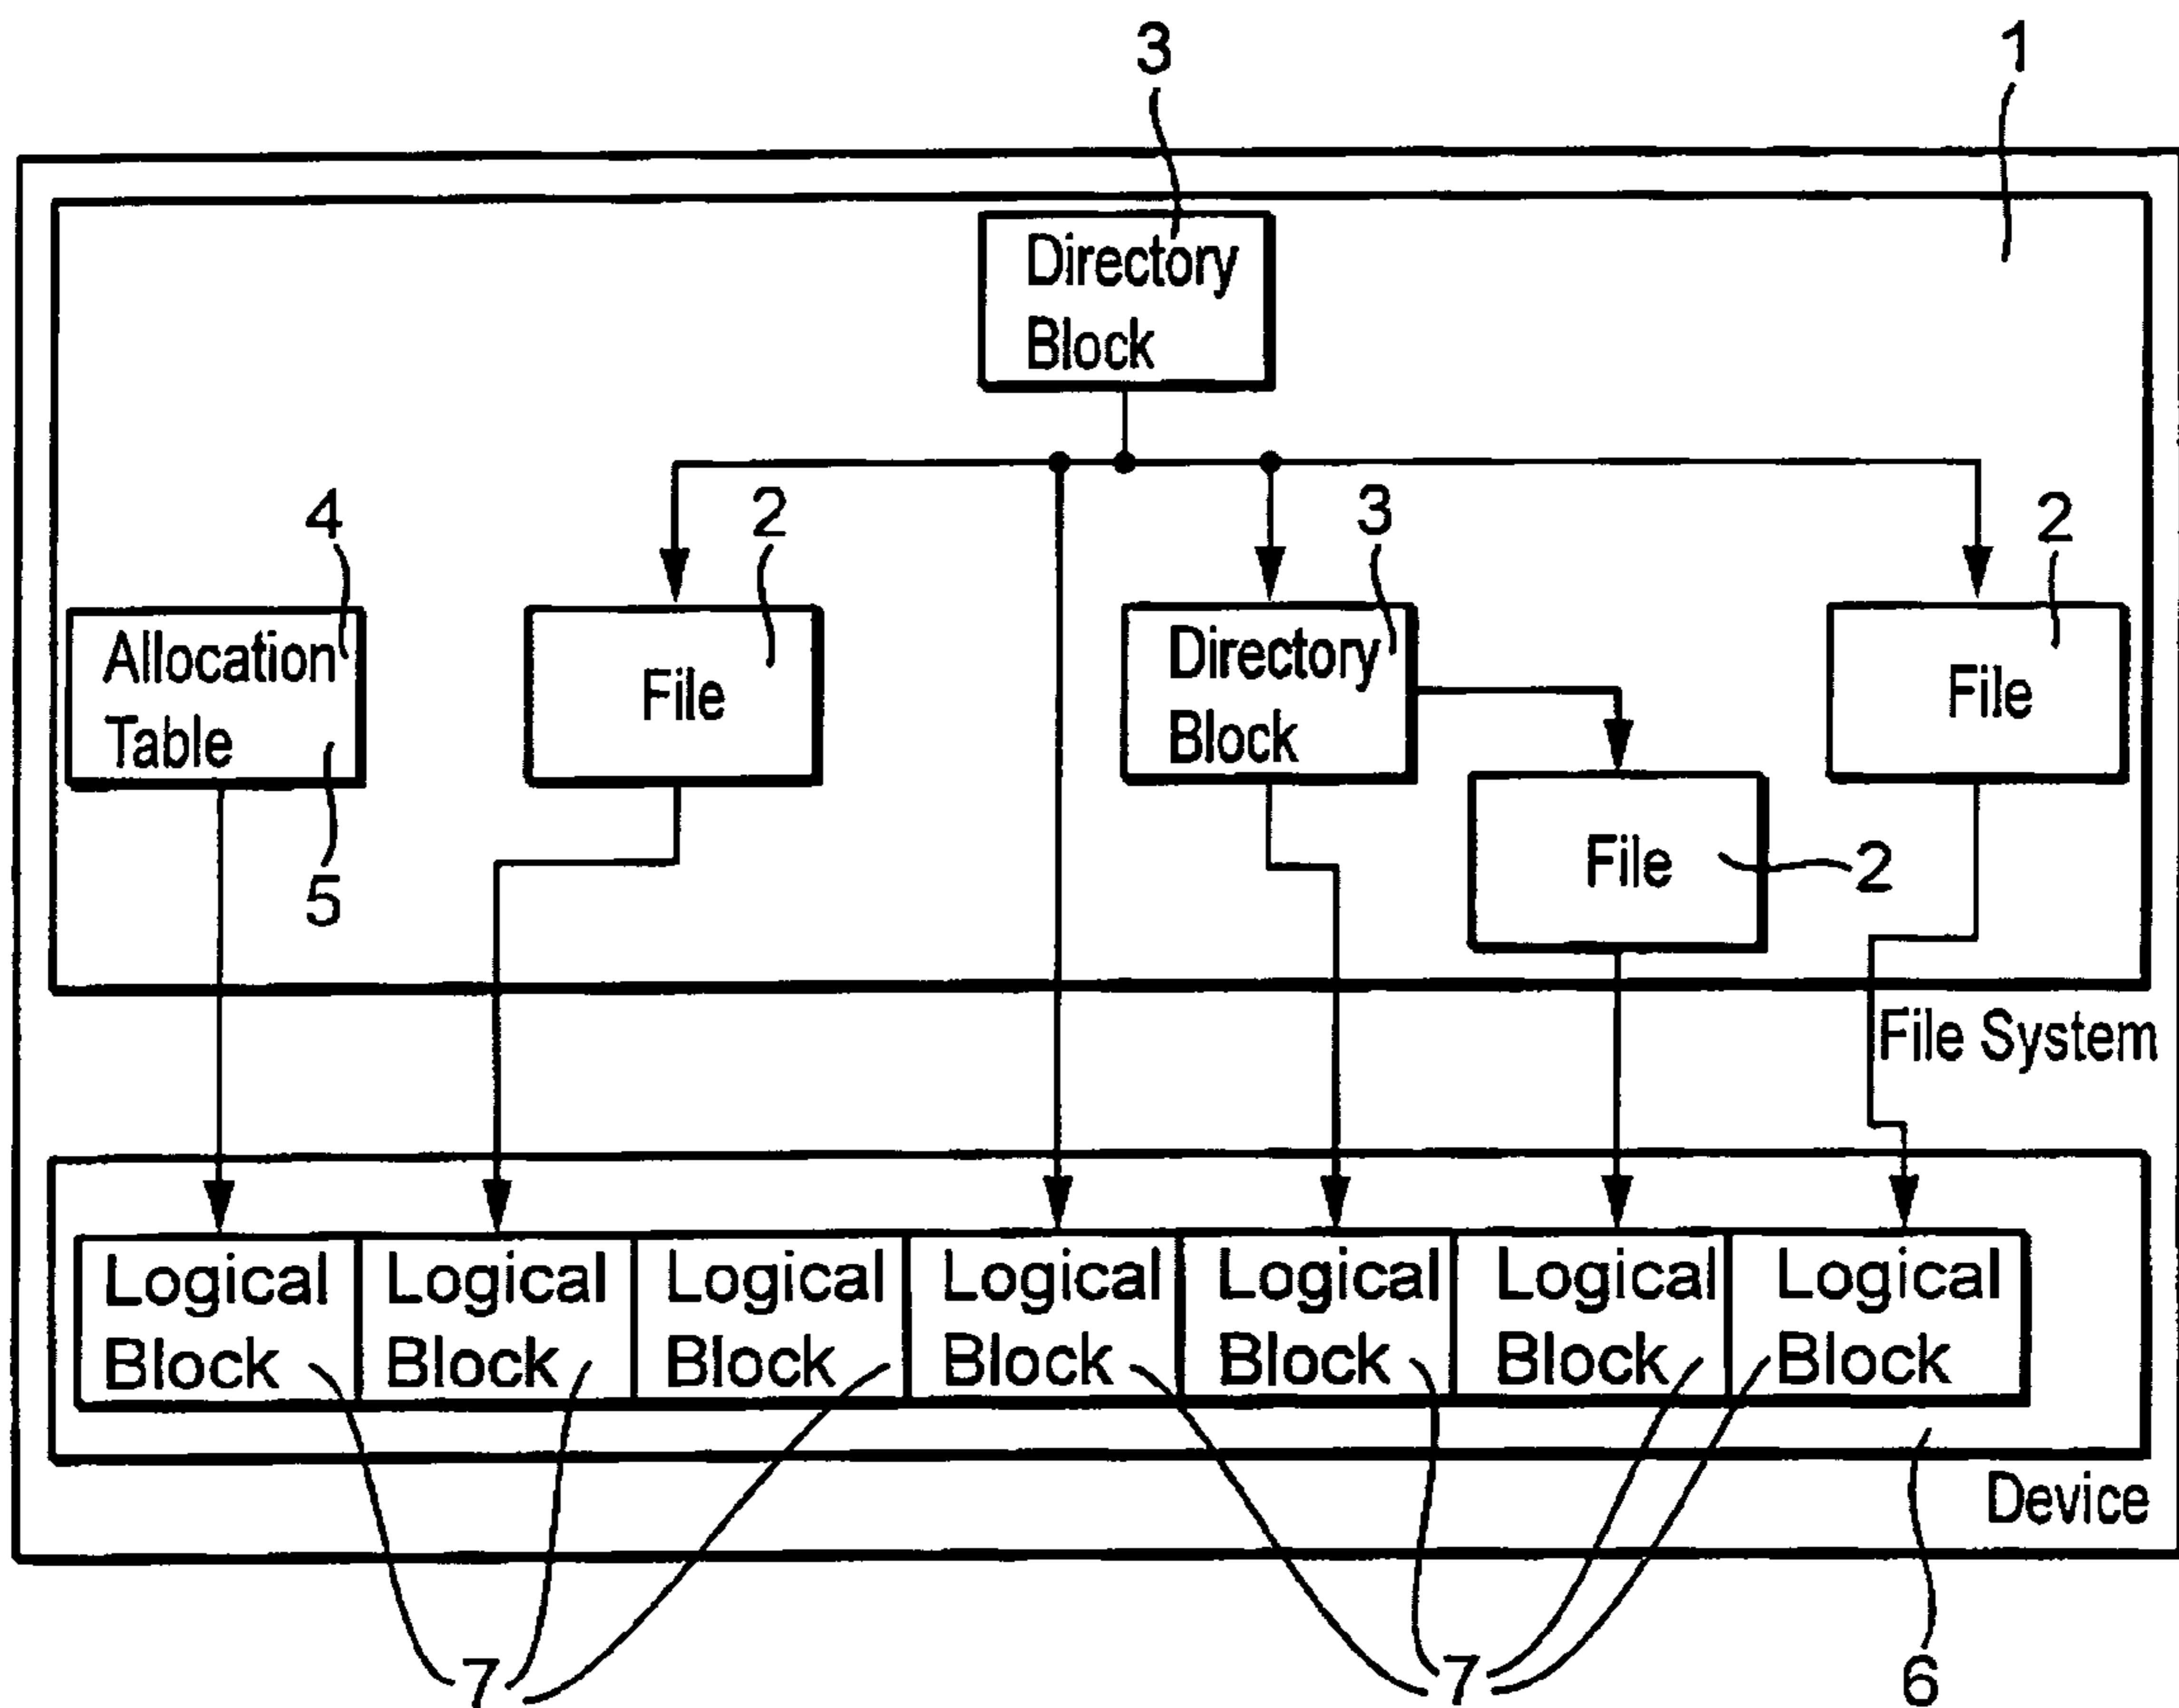 3
1
Directory
Block
4
2
3
2
Allocation
Table
File
Directory
Block
File
5
File
2
File System
Logical
Block
Logical
Block
Logical
Block
Logical
Block
Logical
Block
Logical
Block
Logical
Block
Device
7
7
6